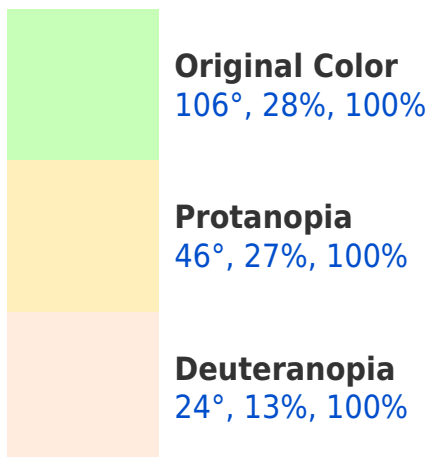 Original Color
106°, 28%, 100%
Protanopia
46°, 27%, 100%
Deuteranopia
24°, 13%, 100%